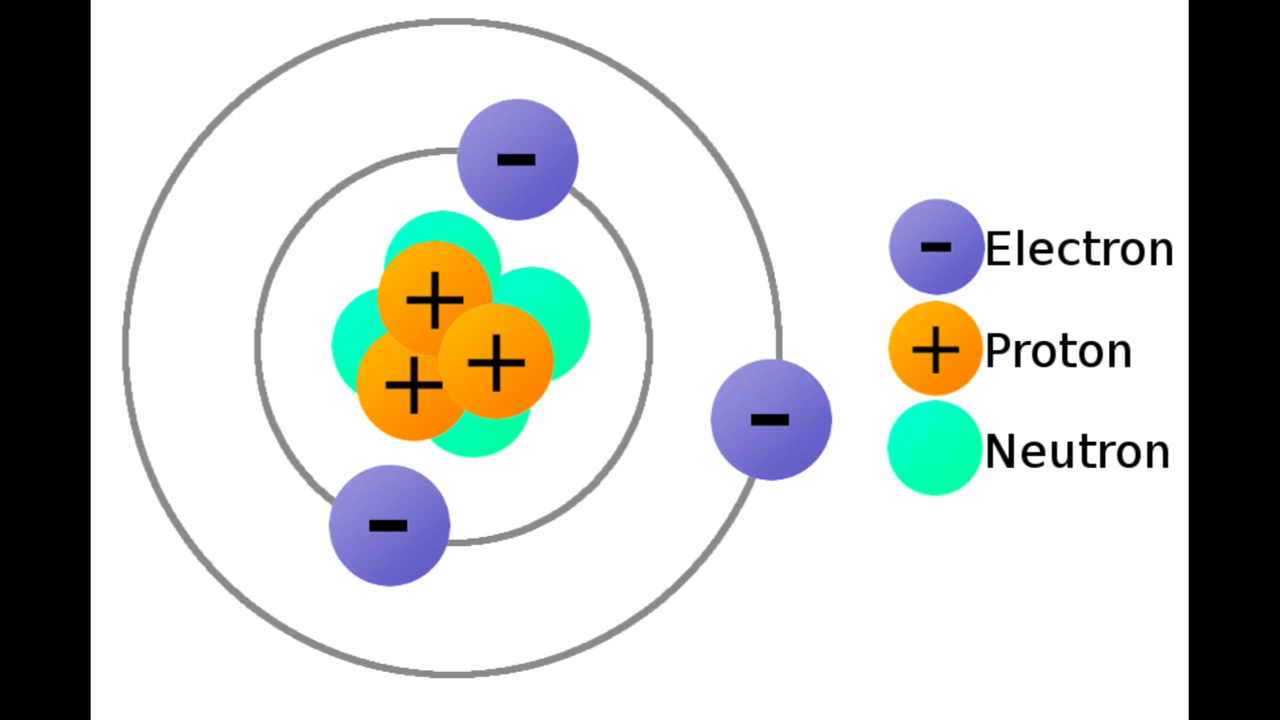 -
+
+
+
-
-
- Electron
+ Proton
Neutron